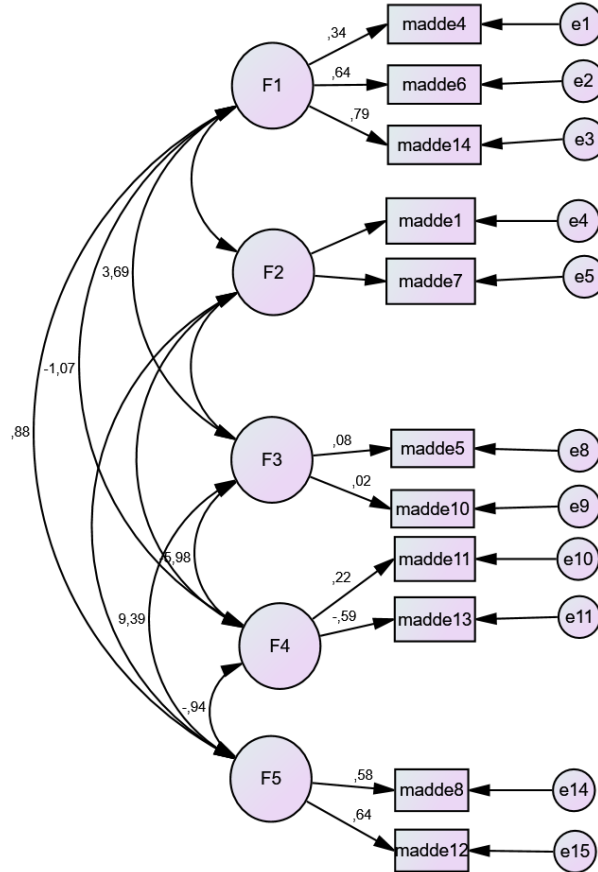 ,34
madde4
e1
F1
,64
madde6
e2
,79
madde14
e3
madde1
e4
3,69
F2
madde7
e5
-1,07
,88
F3
,08
madde5
e8
,02
madde10
e9
5,98
,22
madde11
e10
9,39
F4
-,59
madde13
e11
-,94
F5
,58
madde8
e14
,64
madde12
e15